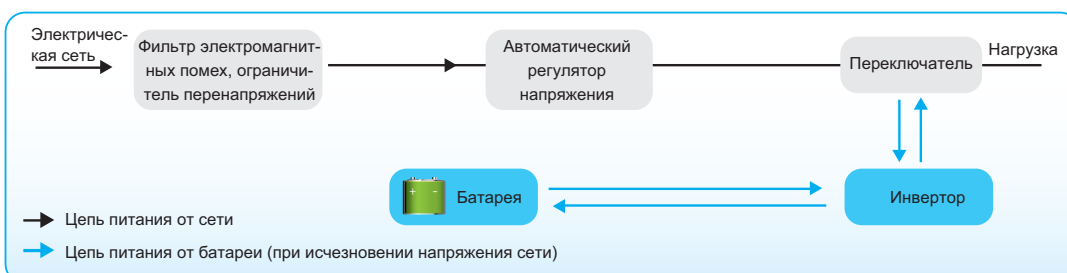 Электричес-
кая сеть
Фильтр электромагнит-
ных помех, ограничи-
тель перенапряжений
Автоматический
регулятор
напряжения
Переключатель
Нагрузка
+ -
Батарея
Инвертор
Цепь питания от сети
Цепь питания от батареи (при исчезновении напряжения сети)